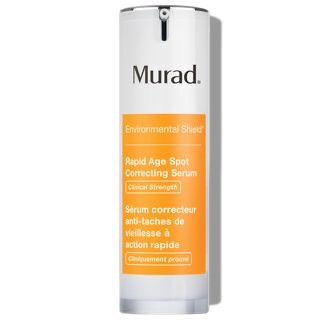 Murad.
Environmental Shield®
Rapid Age Spot
Correcting Serum
Clinical Strength
Sérum correcteur
anti-taches de
vieillesse à
action rapide
Cliniquement prouvé